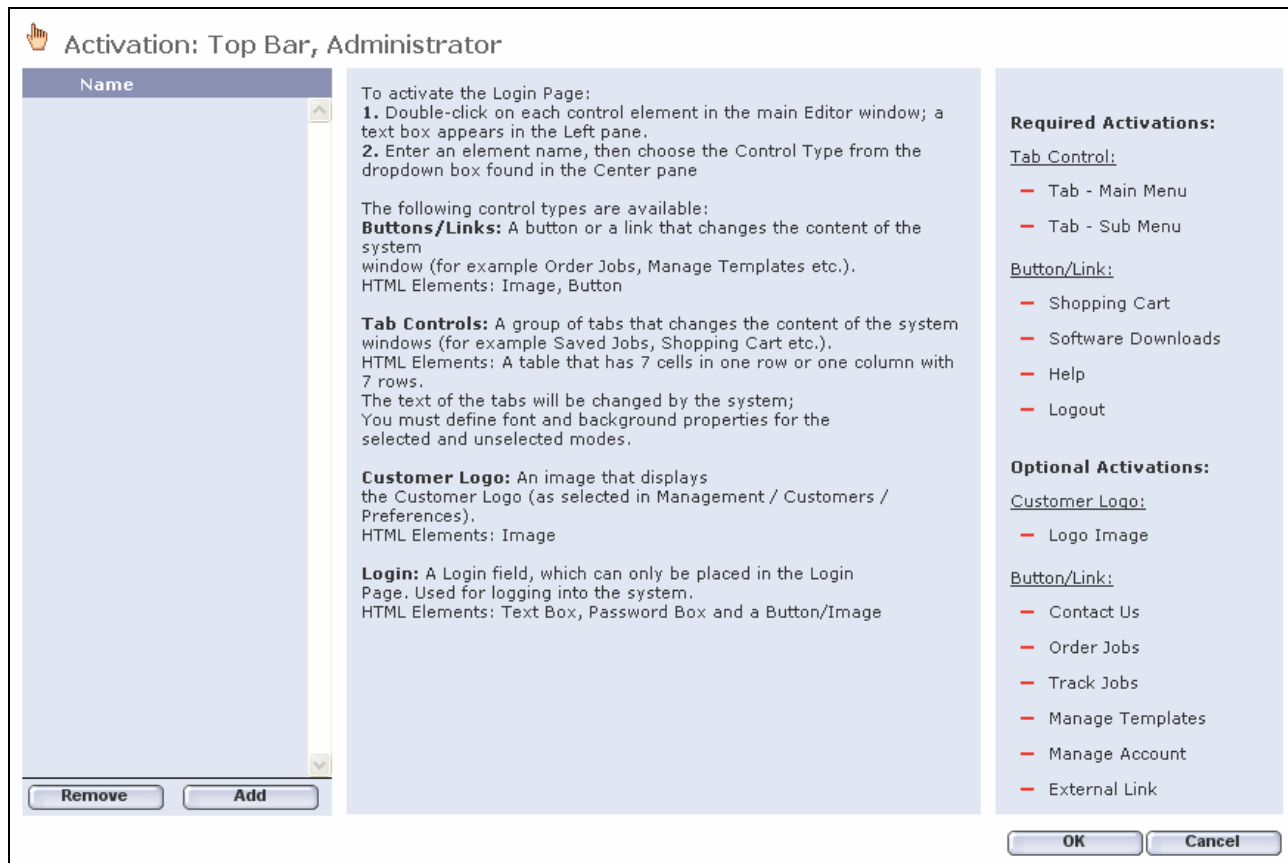 Activation: Top Bar, Administrator
Name
Remove
Add
To activate the Login Page:
1. Double-click on each control element in the main Editor window; a
text box appears in the Left pane.
2. Enter an element name, then choose the Control Type from the
dropdown box found in the Center pane
The following control types are available:
Buttons/Links: A button or a link that changes the content of the
system
window (for example Order Jobs, Manage Templates etc.).
HTML Elements: Image, Button
Tab Controls: A group of tabs that changes the content of the system
windows (for example Saved Jobs, Shopping Cart etc.).
HTML Elements: A table that has 7 cells in one row or one column with
7 rows.
The text of the tabs will be changed by the system;
You must define font and background properties for the
selected and unselected modes.
Customer Logo: An image that displays
the Customer Logo (as selected in Management / Customers /
Preferences).
HTML Elements: Image
Login: A Login field, which can only be placed in the Login
Page. Used for logging into the system.
HTML Elements: Text Box, Password Box and a Button/Image
Required Activations:
Tab Control:
Tab - Main Menu
Tab - Sub Menu
Button/Link:
Shopping Cart
Software Downloads
Help
Logout
Optional Activations:
Customer Logo:
Logo Image
Button/Link:
Contact Us
Order Jobs
Track Jobs
Manage Templates
Manage Account
External Link
OK
Cancel